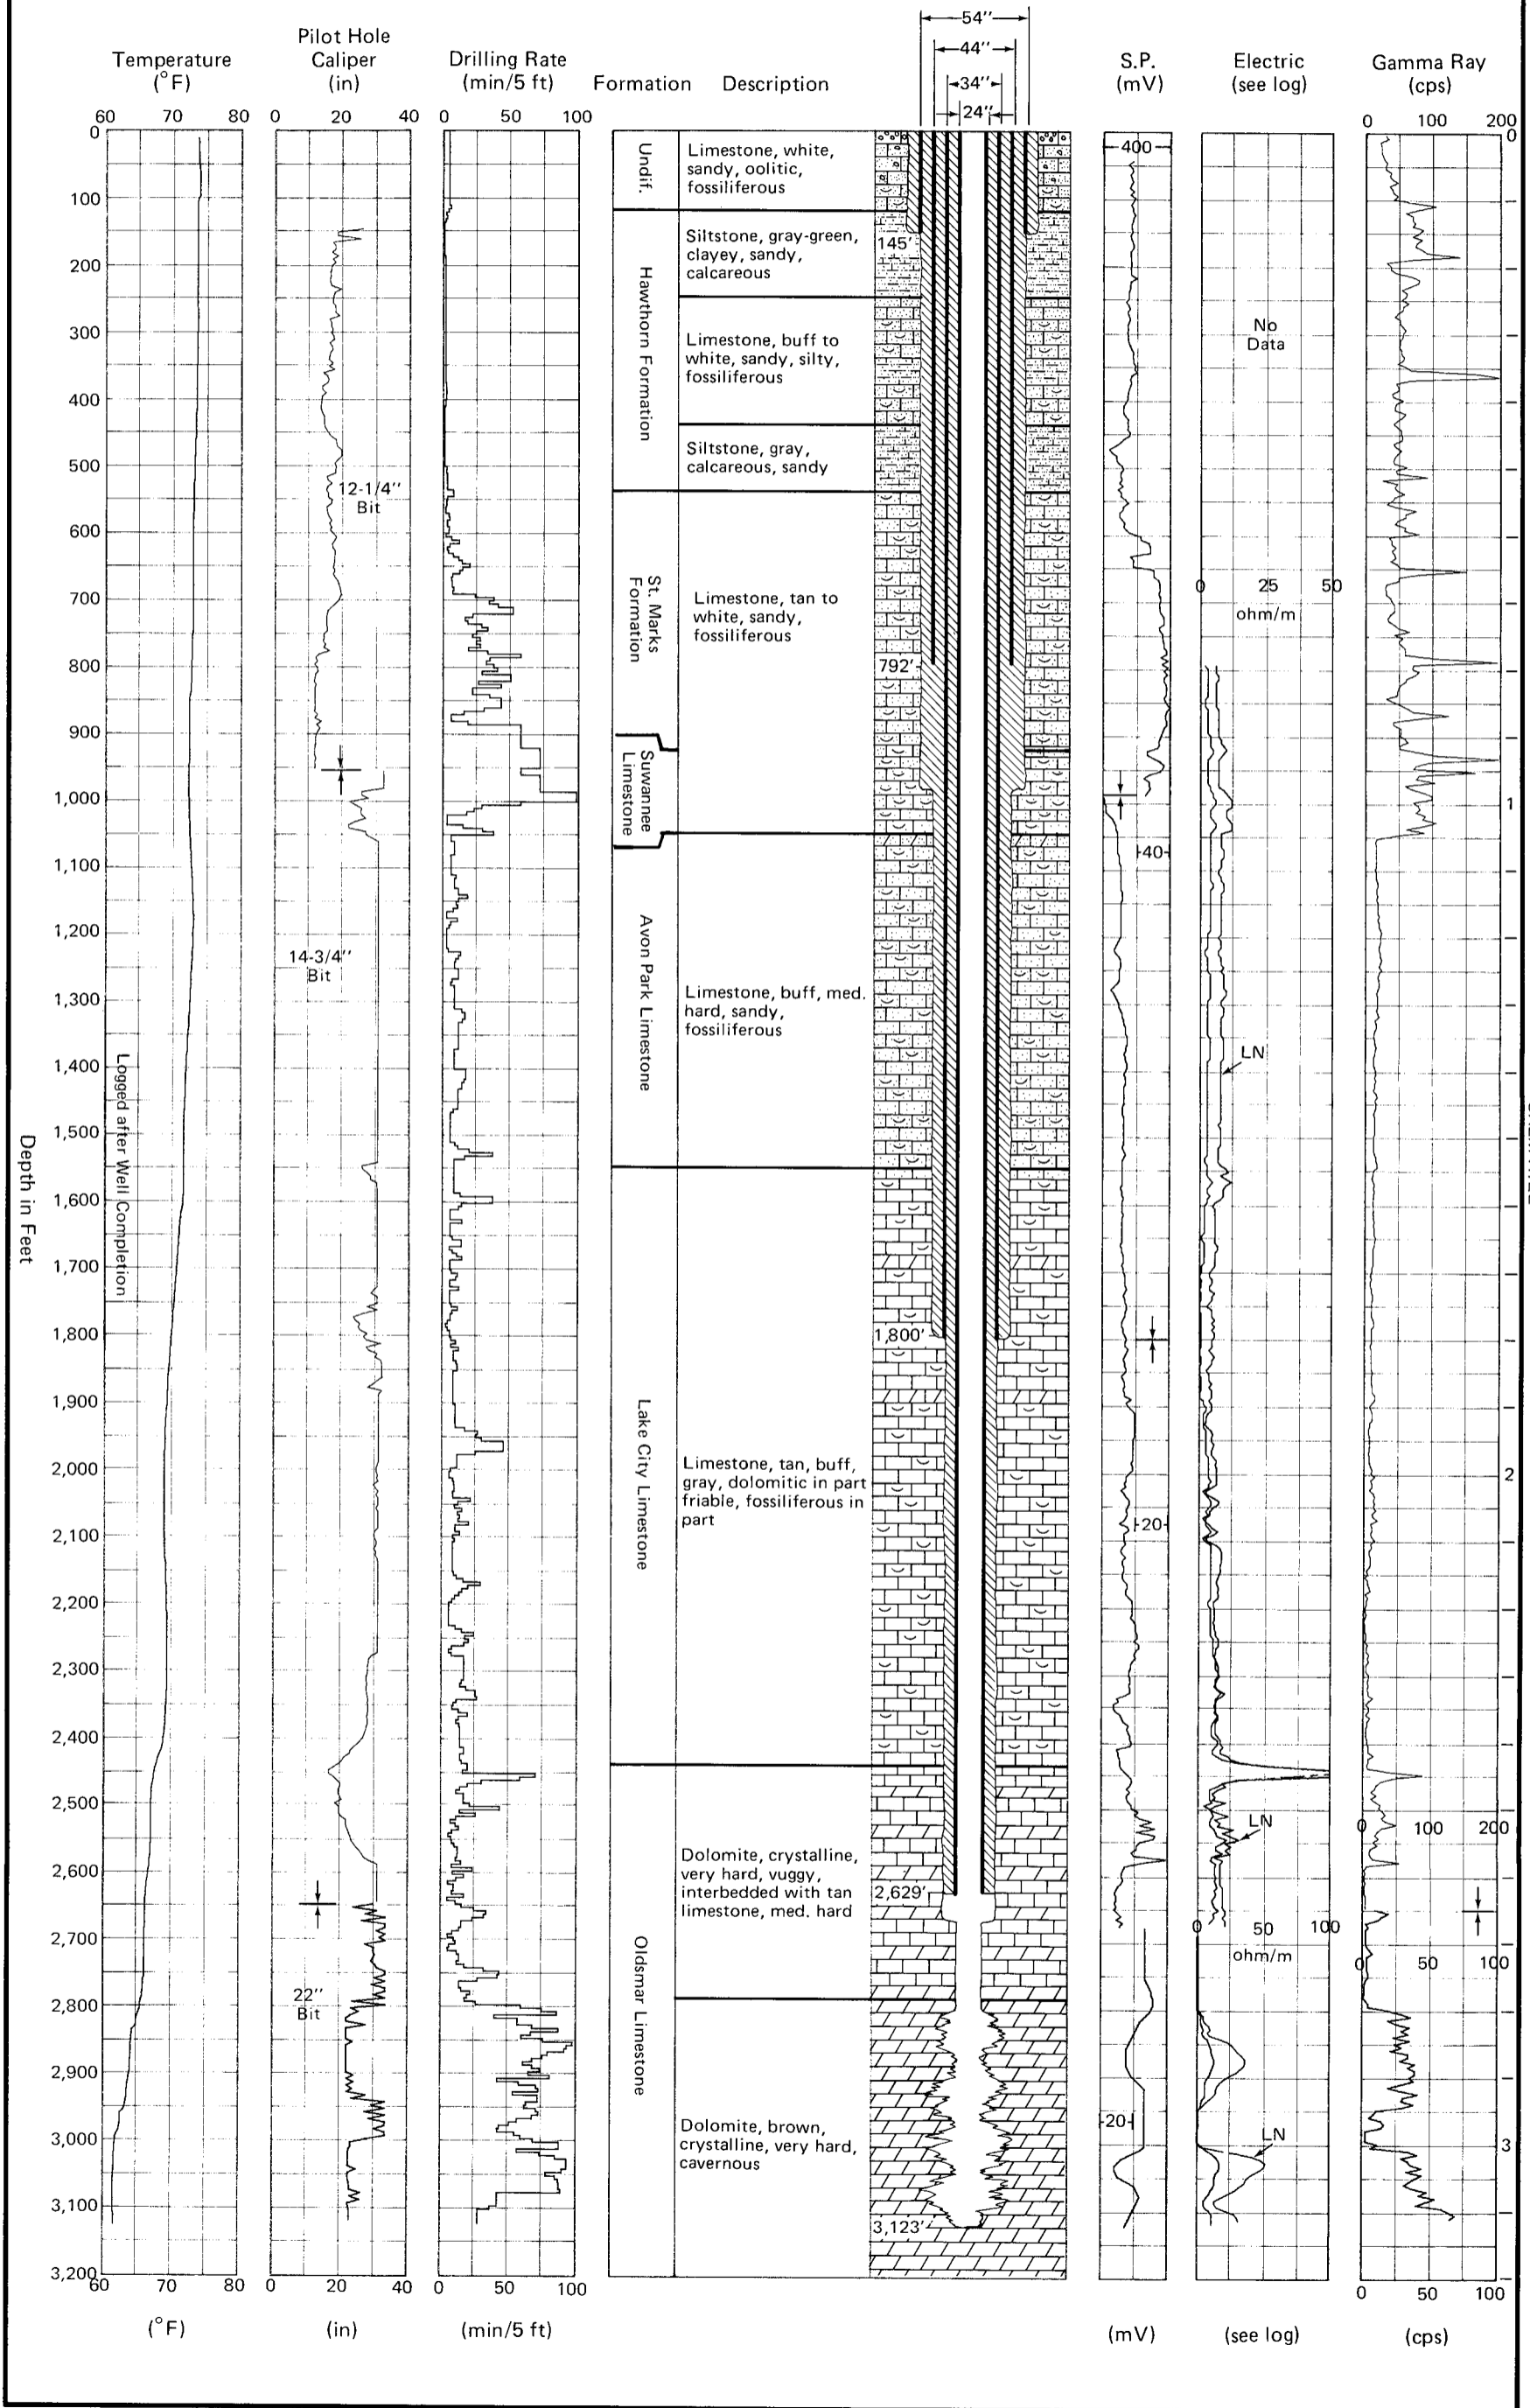 54''
44''
34''
24''
Temperature
(°F)
Pilot Hole
Caliper
(in)
Drilling Rate
(min/5 ft)
Formation
Description
S.P.
(mV)
Electric
(see log)
Gamma Ray
(cps)
60 70 80
0 20 40
0 50 100
0 100 200
0
100
200
300
400
500
600
700
800
900
1,000
1,100
1,200
1,300
1,400
1,500
1,600
1,700
1,800
1,900
2,000
2,100
2,200
2,300
2,400
2,500
2,600
2,700
2,800
2,900
3,000
3,100
3,200
Depth in Feet
Logged after Well Completion
12-1/4''
Bit
14-3/4''
Bit
22''
Bit
Undif.
Hawthorn Formation
St. Marks
Formation
Suwannee
Limestone
Avon Park Limestone
Lake City Limestone
Oldsmar Limestone
Limestone, white,
sandy, oolitic,
fossiliferous
Siltstone, gray-green,
clayey, sandy,
calcareous
Limestone, buff to
white, sandy, silty,
fossiliferous
Siltstone, gray,
calcareous, sandy
Limestone, tan to
white, sandy,
fossiliferous
Limestone, buff, med.
hard, sandy,
fossiliferous
Limestone, tan, buff,
gray, dolomitic in part
friable, fossiliferous in
part
Dolomite, crystalline,
very hard, vuggy,
interbedded with tan
limestone, med. hard
Dolomite, brown,
crystalline, very hard,
cavernous
145'
792'
1,800'
2,629'
3,123'
400
40
20
20
No
Data
0 25 50
ohm/m
LN
LN
0 50 100
ohm/m
LN
0 100 200
0 50 100
0
1
2
3
60 70 80
0 20 40
0 50 100
0 50 100
(°F)
(in)
(min/5 ft)
(mV)
(see log)
(cps)